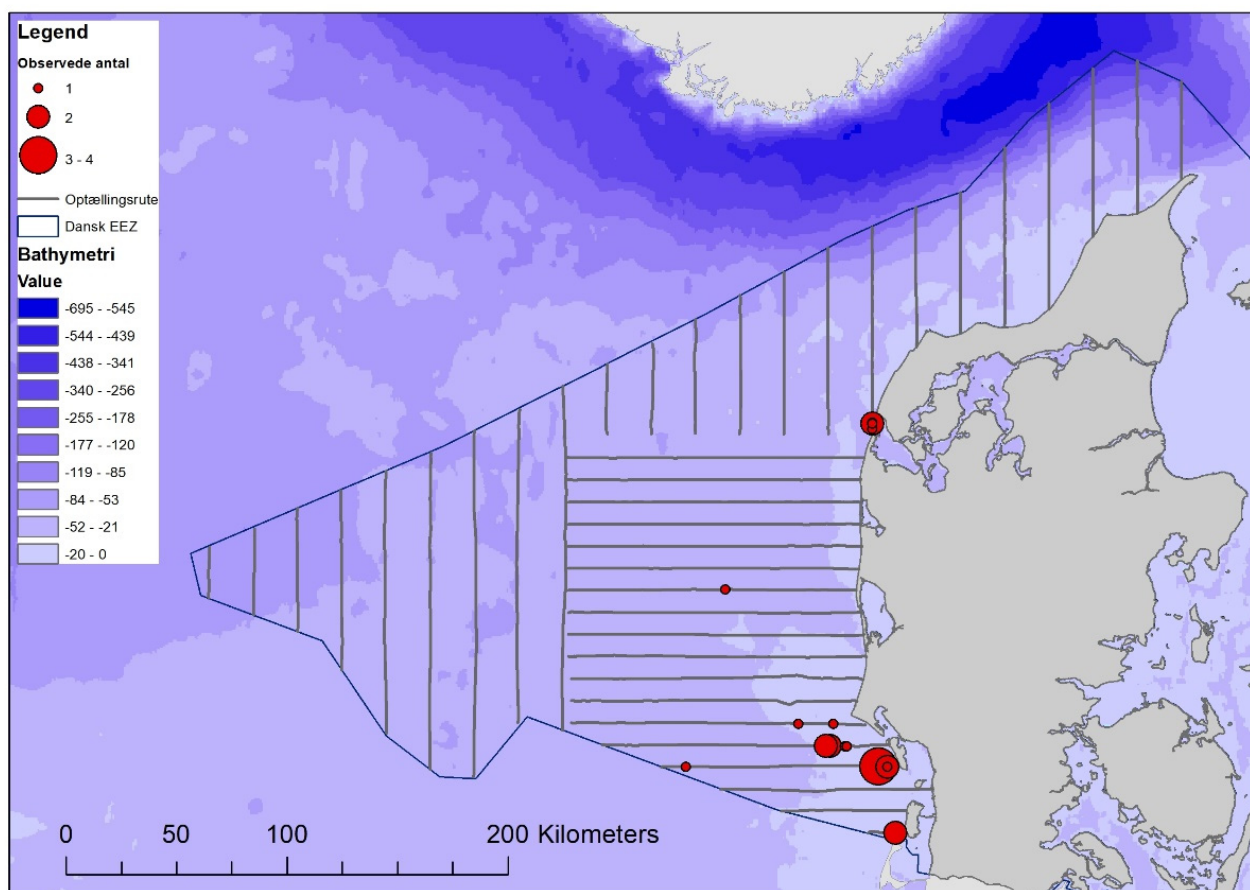 Legend
Observede antal
1
2
3 - 4
Optællingsrute
Dansk EEZ
Bathymetri
Value
-695 - -545
-544 - -439
-438 - -341
-340 - -256
-255 - -178
-177 - -120
-119 - -85
-84 - -53
-52 - -21
-20 - 0
0 50 100 200 Kilometers